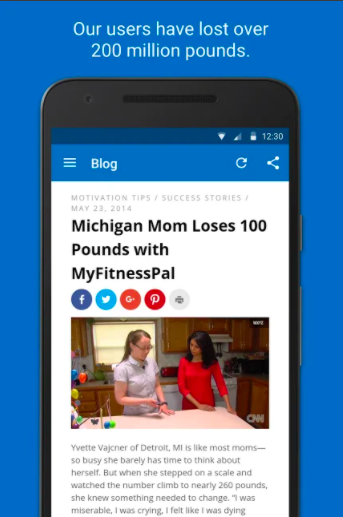 Our users have lost over
200 million pounds.
12:30
Blog
MOTIVATION TIPS / SUCCESS STORIES /
MAY 23, 2014
Michigan Mom Loses 100
Pounds with
MyFitnessPal
CNN
Yvette Vajcner of Detroit, MI is like most moms—
so busy she barely has time to think about
herself. But when she stepped on a scale and
watched the number climb to nearly 260 pounds,
she knew something needed to change. "I was
miserable, I was crying, I felt like I was dying